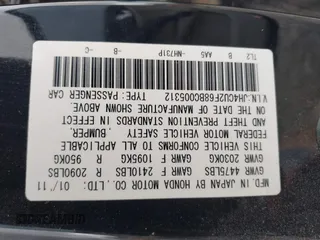 MFD. IN JAPAN BY HONDA MOTOR CO., LTD. 01/11
GVWR 4475LBS GAWR F 2410LBS R 2090LBS
GVWR 2030KG GAWR F 1095KG R 950KG
THIS VEHICLE CONFORMS TO ALL APPLICABLE
FEDERAL MOTOR VEHICLE SAFETY, BUMPER,
AND THEFT PREVENTION STANDARDS IN EFFECT
ON THE DATE OF MANUFACTURE SHOWN ABOVE.
V.I.N.:JH4CU2F68BC005312 TYPE: PASSENGER CAR
TL2 B AA5 -NH731P -B- -C